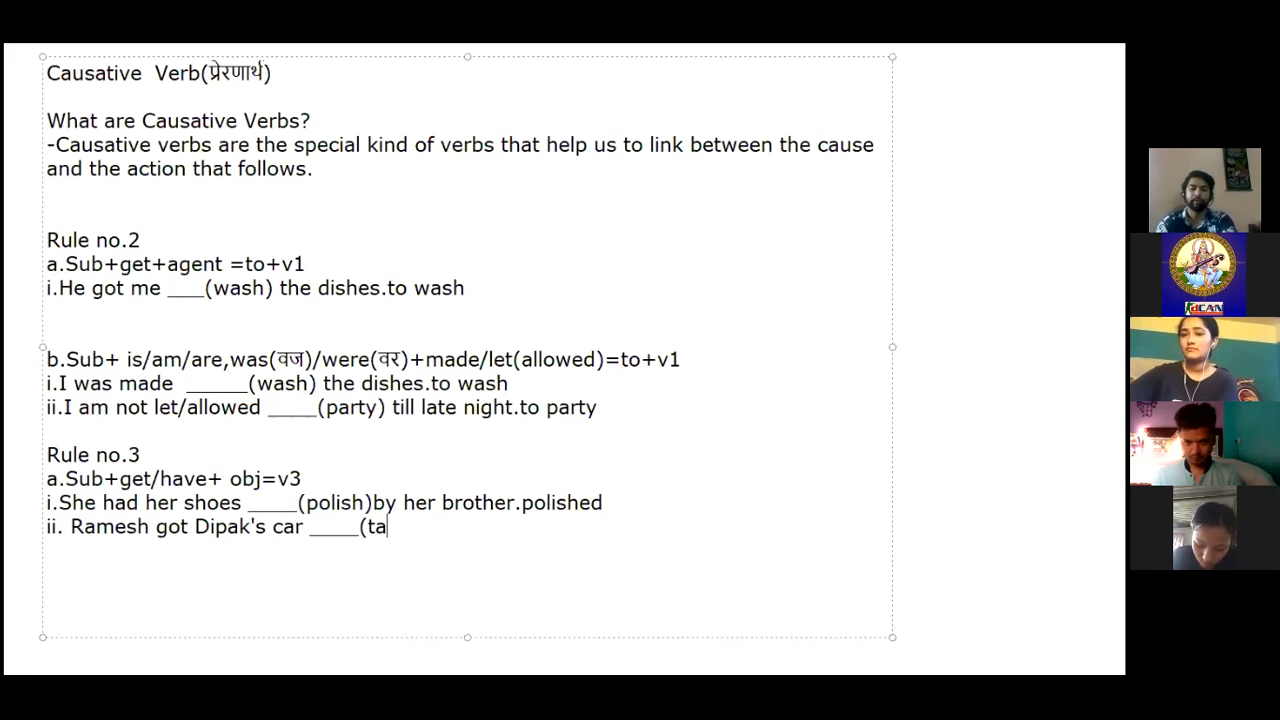 Causative Verb(प्रेरणार्थ)
What are Causative Verbs?
-Causative verbs are the special kind of verbs that help us to link between the cause
and the action that follows.
Rule no.2
a.Sub+get+agent =to+v1
i.He got me ___(wash) the dishes.to wash
b.Sub+ is/am/are,was(वज)/were(वर)+made/let(allowed)=to+v1
i.I was made _____(wash) the dishes.to wash
ii.I am not let/allowed ____(party) till late night.to party
Rule no.3
a.Sub+get/have+ obj=v3
i.She had her shoes ____(polish)by her brother.polished
ii. Ramesh got Dipak's car ____(ta